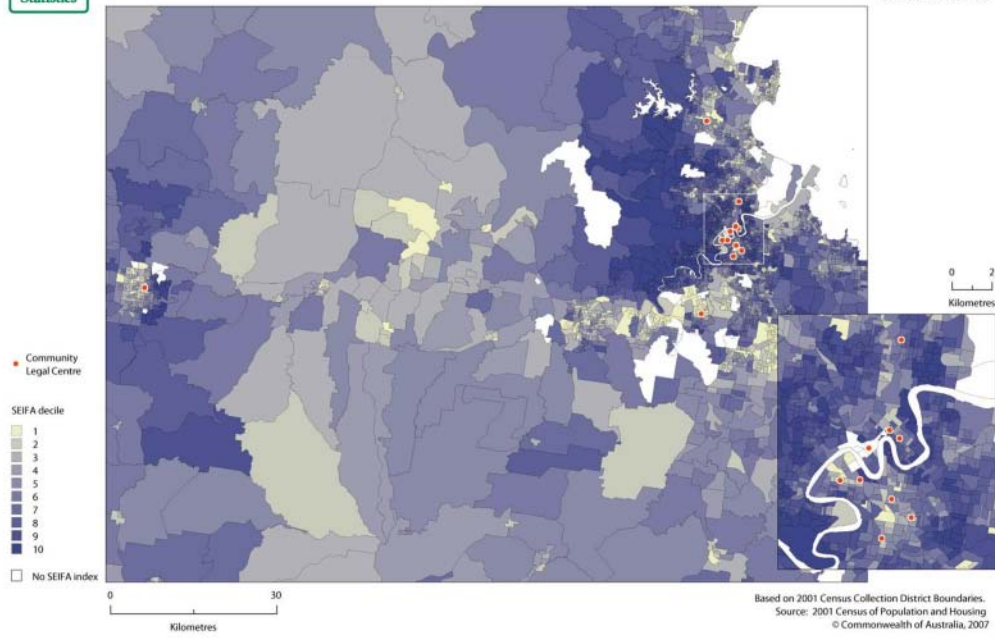 Statistics
0 2
Kilometres
Community
Legal Centre
SEIFA decile
1
2
3
4
5
6
7
8
9
10
No SEIFA index
0 30
Kilometres
Based on 2001 Census Collection District Boundaries.
Source: 2001 Census of Population and Housing
© Commonwealth of Australia, 2007